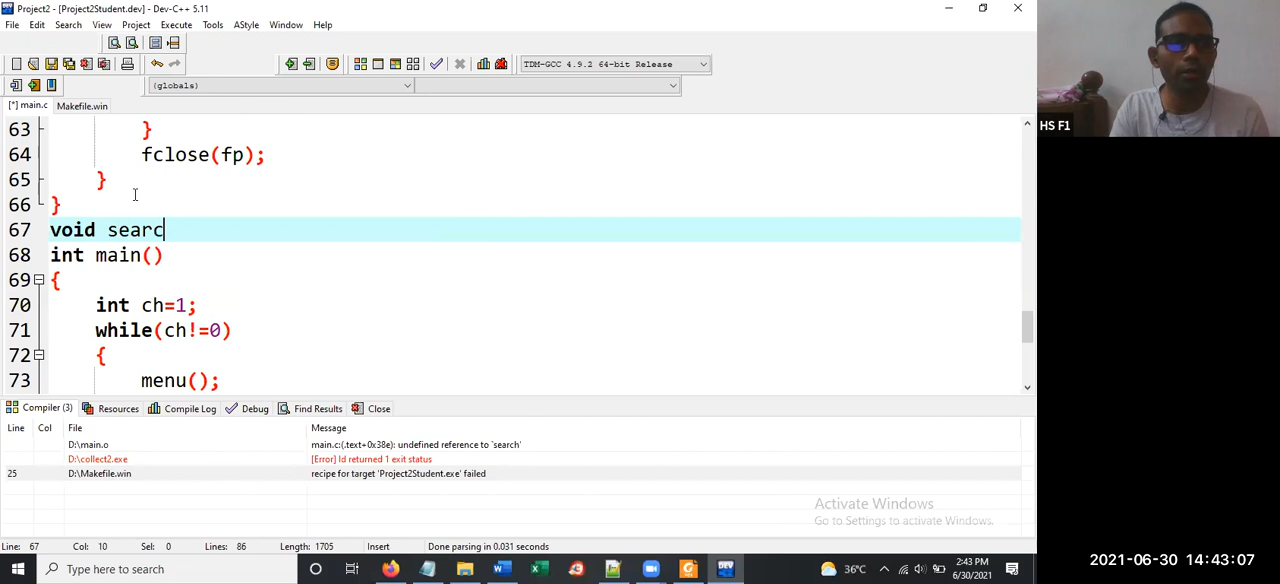 Project2 - [Project2Student.dev] - Dev-C++ 5.11
File Edit Search View Project Execute Tools AStyle Window Help
TDM-GCC 4.9.2 64-bit Release
(globals)
[*] main.c Makefile.win
63 }
64 fclose(fp);
65 }
66 }
67 void searc
68 int main()
69 {
70 int ch=1;
71 while(ch!=0)
72 {
73 menu();
HS F1
Compiler (3) Resources Compile Log Debug Find Results Close
Line Col File Message
D:\main.o main.c:(.text+0x38e): undefined reference to `search'
D:\collect2.exe [Error] ld returned 1 exit status
25 D:\Makefile.win recipe for target 'Project2Student.exe' failed
Activate Windows
Go to Settings to activate Windows.
Line: 67 Col: 10 Sel: 0 Lines: 86 Length: 1705 Insert Done parsing in 0.031 seconds
Type here to search
DEV
36°C
2:43 PM
6/30/2021
2021-06-30 14:43:07